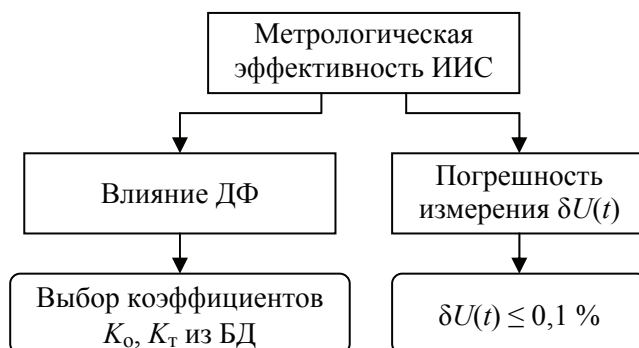 Метрологическая
эффективность ИИС
Влияние ДФ
Погрешность
измерения δU(t)
Выбор коэффициентов
Kо, Kт из БД
δU(t) ≤ 0,1 %